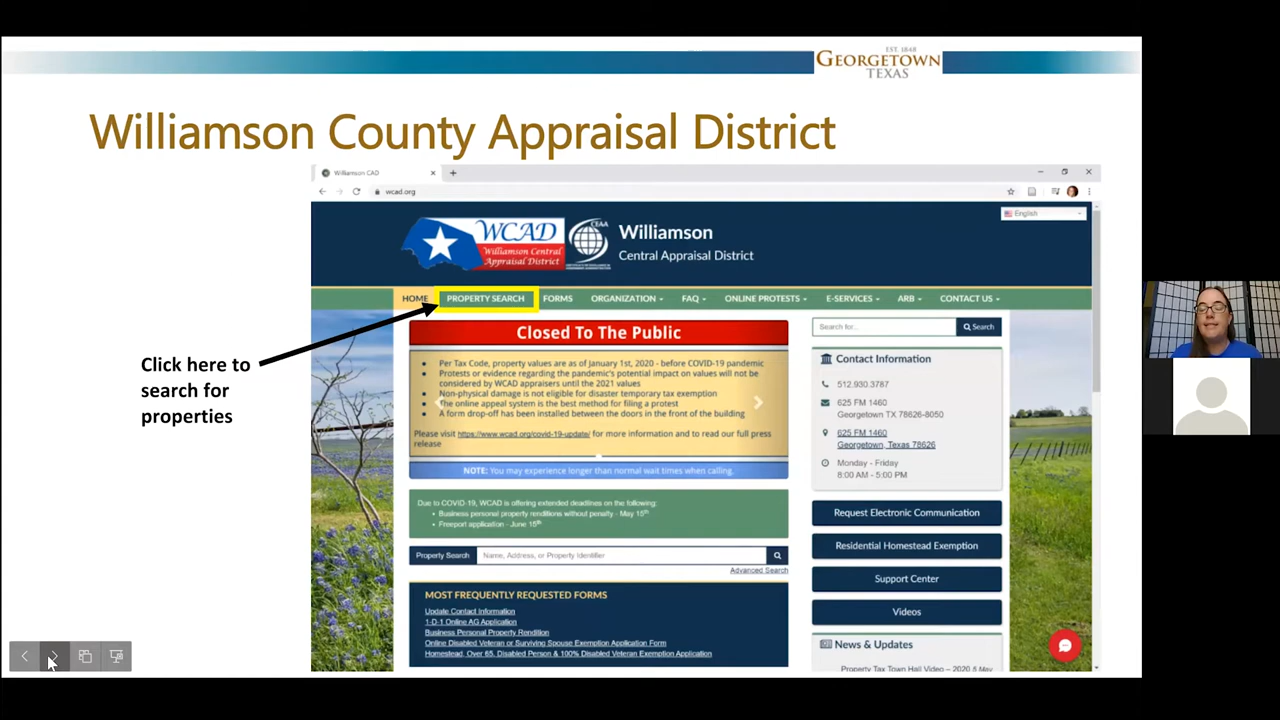 EST. 1848
GEORGETOWN
TEXAS
Williamson County Appraisal District
Williamson CAD
wcad.org
English
WCAD
Williamson Central
Appraisal District
CEAA
Williamson
Central Appraisal District
HOME PROPERTY SEARCH FORMS ORGANIZATION FAQ ONLINE PROTESTS E-SERVICES ARB CONTACT US
Click here to
search for
properties
Closed To The Public
Per Tax Code, property values are as of January 1st, 2020 - before COVID-19 pandemic
Protests or evidence regarding the pandemic's potential impact on values will not be
considered by WCAD appraisers until the 2021 values
Non-physical damage is not eligible for disaster temporary tax exemption
The online appeal system is the best method for filing a protest
A form drop-off has been installed between the doors in the front of the building
Please visit https://www.wcad.org/covid-19-update/ for more information and to read our full press
release
NOTE: You may experience longer than normal wait times when calling.
Due to COVID-19, WCAD is offering extended deadlines on the following:
Business personal property renditions without penalty - May 15th
Freeport application - June 15th
Property Search Name, Address, or Property Identifier
Advanced Search
MOST FREQUENTLY REQUESTED FORMS
Update Contact Information
1-D-1 Online AG Application
Business Personal Property Rendition
Online Disabled Veteran or Surviving Spouse Exemption Application Form
Homestead, Over 65, Disabled Person & 100% Disabled Veteran Exemption Application
Search for... Search
Contact Information
512.930.3787
625 FM 1460
Georgetown TX 78626-8050
625 FM 1460
Georgetown, Texas 78626
Monday - Friday
8:00 AM - 5:00 PM
Request Electronic Communication
Residential Homestead Exemption
Support Center
Videos
News & Updates
Property Tax Town Hall Video – 2020 5 May